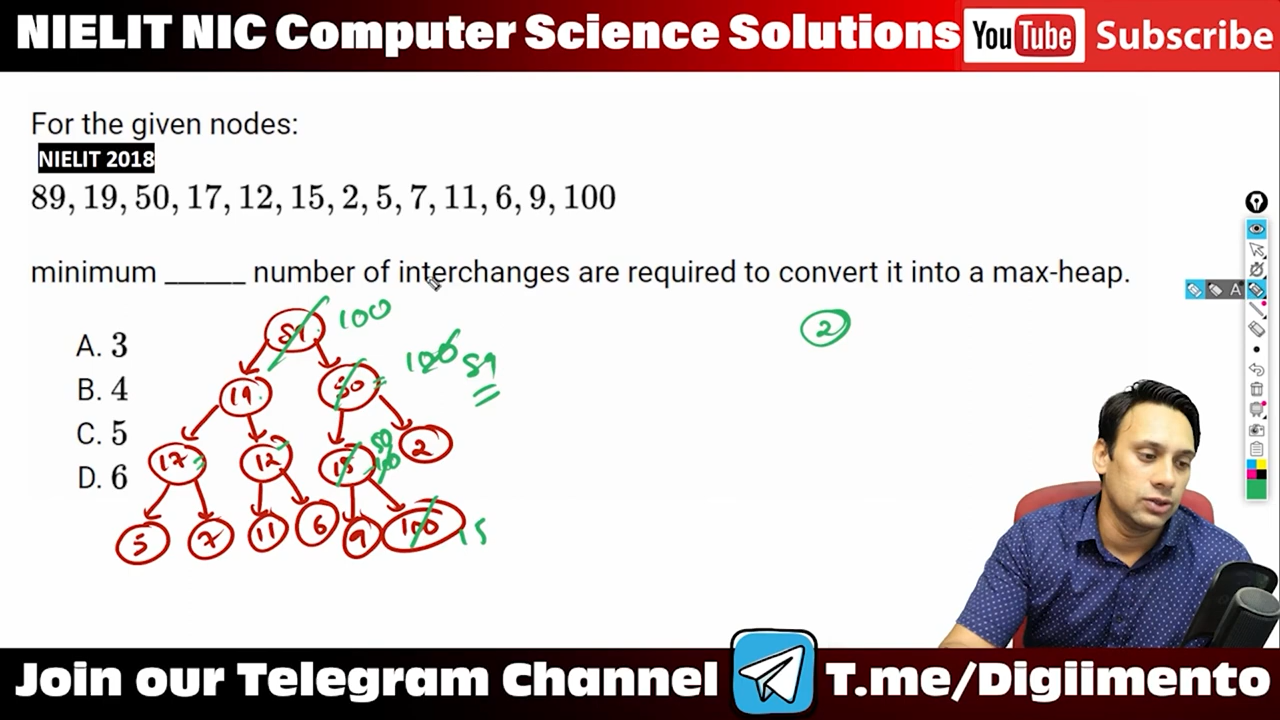 NIELIT NIC Computer Science Solutions
YouTube Subscribe
For the given nodes:
NIELIT 2018
89, 19, 50, 17, 12, 15, 2, 5, 7, 11, 6, 9, 100
minimum ______ number of interchanges are required to convert it into a max-heap.
A. 3
B. 4
C. 5
D. 6
89 100
2
19 50 100 89
17 12 15 50 100 2
5 7 11 6 9 100 15
A
Join our Telegram Channel
T.me/Digiimento